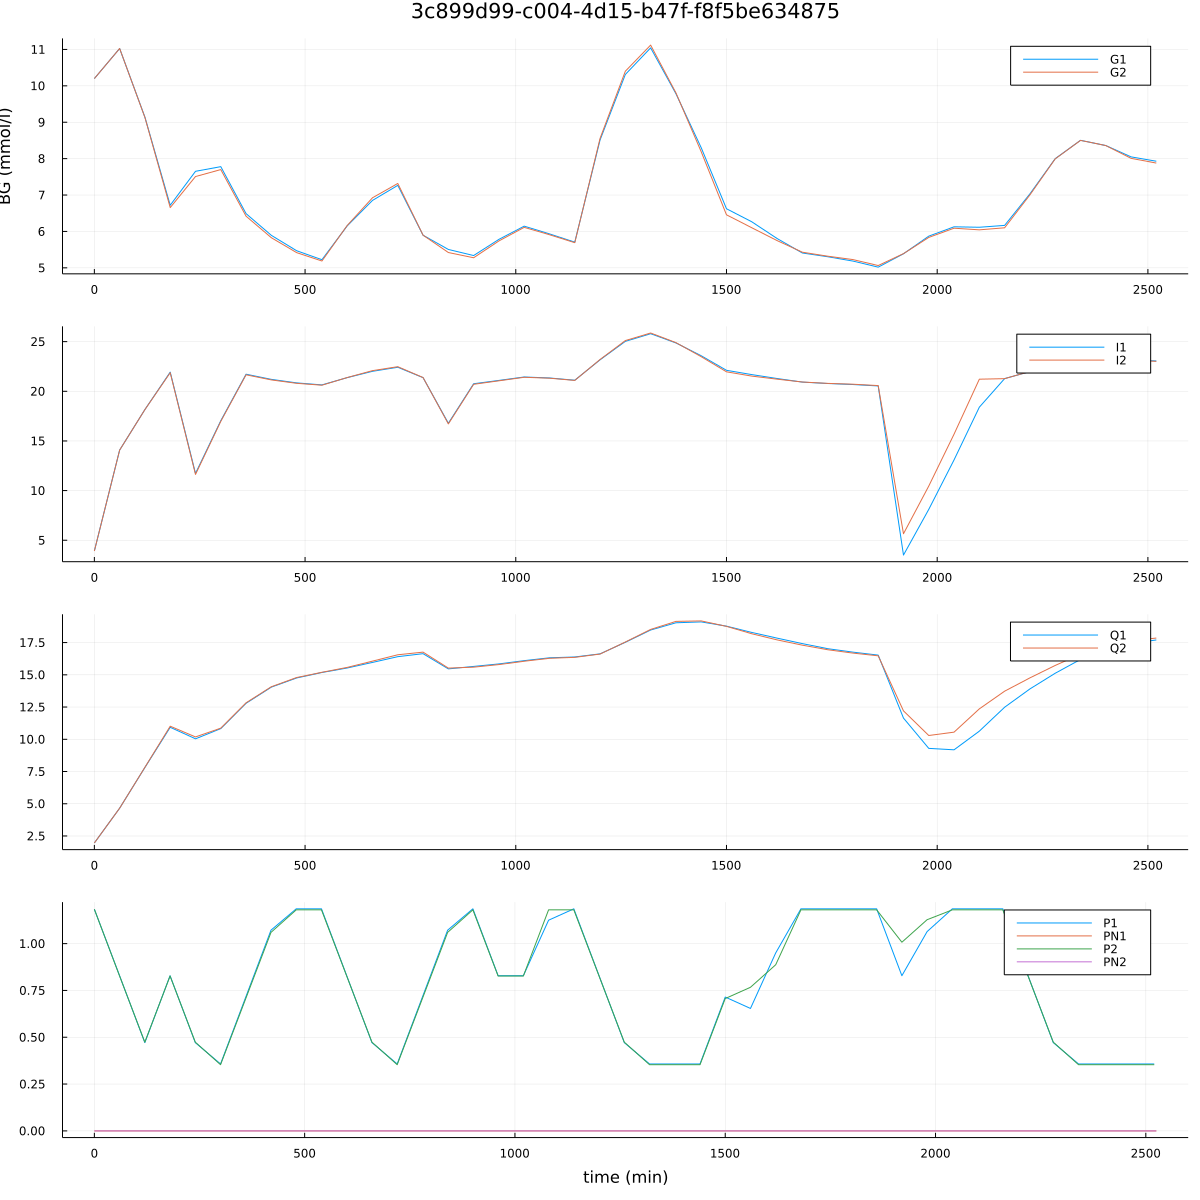 3c899d99-c004-4d15-b47f-f8f5be634875
BG (mmol/l)
11
10
9
8
7
6
5
0 500 1000 1500 2000 2500
G1
G2
25
20
15
10
5
0 500 1000 1500 2000 2500
I1
I2
17.5
15.0
12.5
10.0
7.5
5.0
2.5
0 500 1000 1500 2000 2500
Q1
Q2
1.00
0.75
0.50
0.25
0.00
0 500 1000 1500 2000 2500
P1
PN1
P2
PN2
time (min)